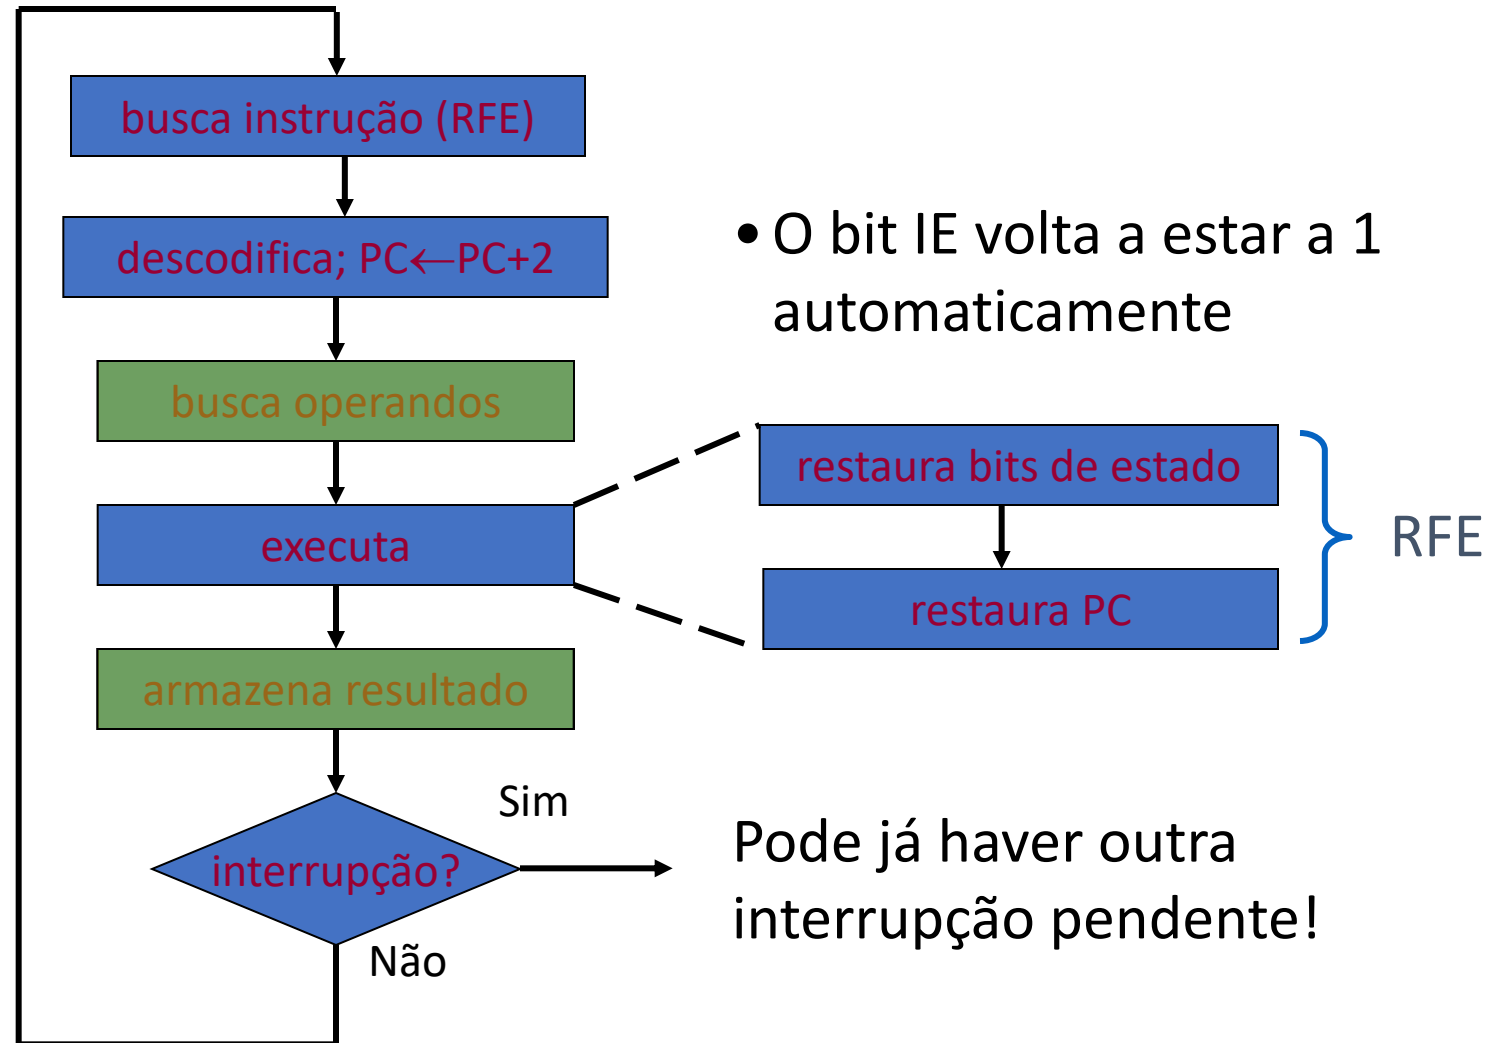 busca instrução (RFE)
descodifica; PC←PC+2
busca operandos
executa
armazena resultado
interrupção?
Sim
Não
• O bit IE volta a estar a 1
automaticamente
restaura bits de estado
restaura PC
RFE
Pode já haver outra
interrupção pendente!